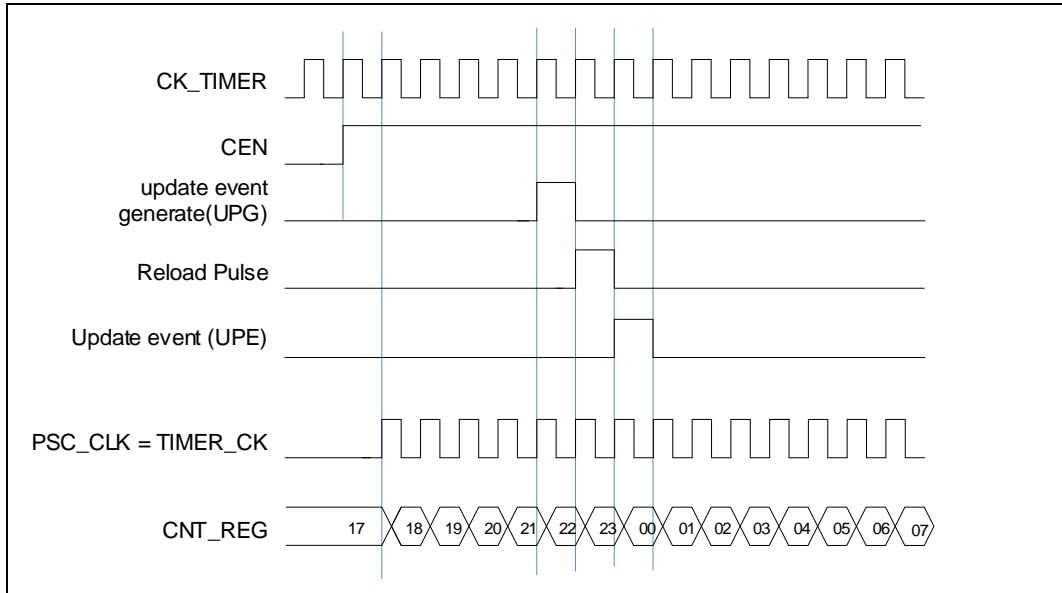 CK_TIMER
CEN
update event
generate(UPG)
Reload Pulse
Update event (UPE)
PSC_CLK = TIMER_CK
CNT_REG 17 18 19 20 21 22 23 00 01 02 03 04 05 06 07